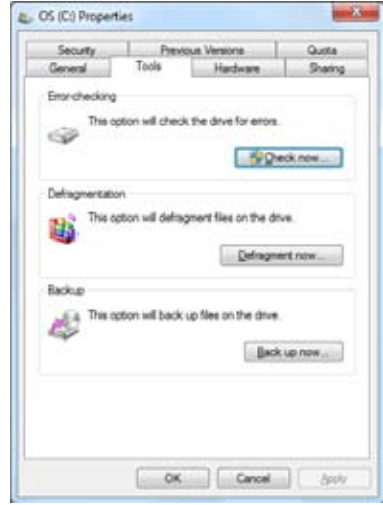 OS (C:) Properties
Security Previous Versions Quota
General Tools Hardware Sharing
Error-checking
This option will check the drive for errors.
Check now...
Defragmentation
This option will defragment files on the drive.
Defragment now...
Backup
This option will back up files on the drive.
Back up now...
OK Cancel Apply